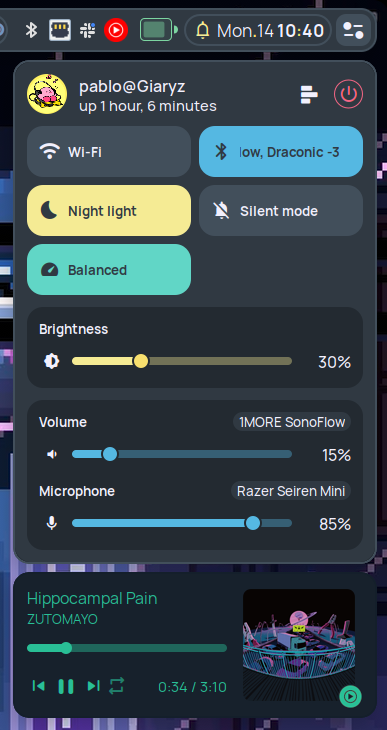 Mon.14 10:40
pablo@Giaryz
up 1 hour, 6 minutes
Wi-Fi
low, Draconic -3
Night light
Silent mode
Balanced
Brightness
30%
Volume
1MORE SonoFlow
15%
Microphone
Razer Seiren Mini
85%
Hippocampal Pain
ZUTOMAYO
0:34 / 3:10